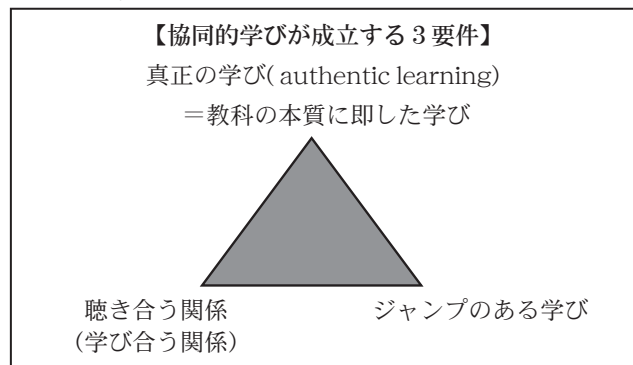 【協同的学びが成立する3要件】
真正の学び( authentic learning)
＝教科の本質に即した学び
聴き合う関係
(学び合う関係)
ジャンプのある学び